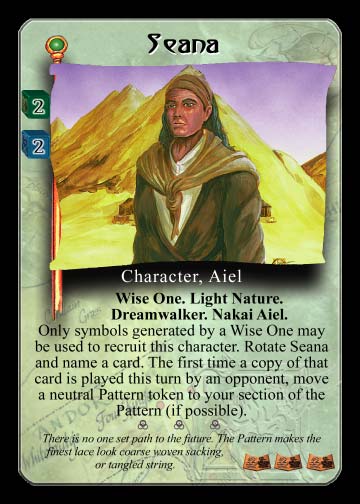 Seana
2
2
Character, Aiel
Wise One. Light Nature.
Dreamwalker. Nakai Aiel.
Only symbols generated by a Wise One may
be used to recruit this character. Rotate Seana
and name a card. The first time a copy of that
card is played this turn by an opponent, move
a neutral Pattern token to your section of the
Pattern (if possible).
There is no one set path to the future. The Pattern makes the
finest lace look coarse woven sacking,
or tangled string.